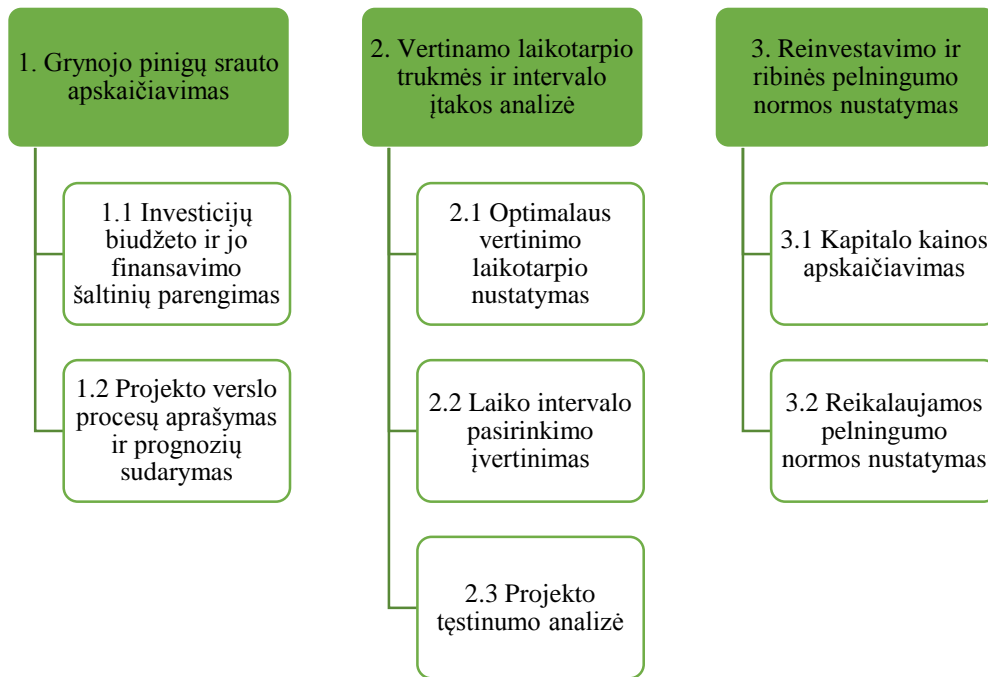 1. Grynojo pinigų srauto
apskaičiavimas
1.1 Investicijų
biudžeto ir jo
finansavimo
šaltinių parengimas
1.2 Projekto verslo
procesų aprašymas
ir prognozių
sudarymas
2. Vertinamo laikotarpio
trukmės ir intervalo
įtakos analizė
2.1 Optimalaus
vertinimo
laikotarpio
nustatymas
2.2 Laiko intervalo
pasirinkimo
įvertinimas
2.3 Projekto
tęstinumo analizė
3. Reinvestavimo ir
ribinės pelningumo
normos nustatymas
3.1 Kapitalo kainos
apskaičiavimas
3.2 Reikalaujamos
pelningumo
normos nustatymas